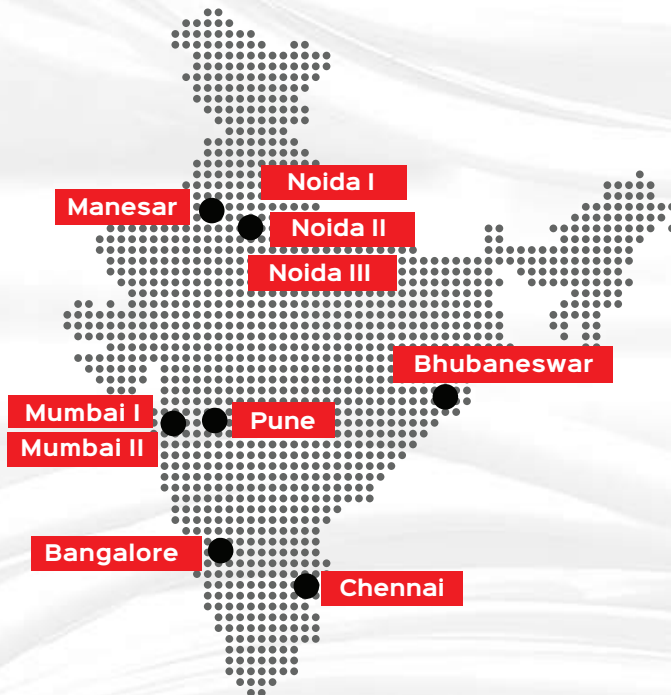 Noida I
Manesar
Noida II
Noida III
Bhubaneswar
Mumbai I
Pune
Mumbai II
Bangalore
Chennai